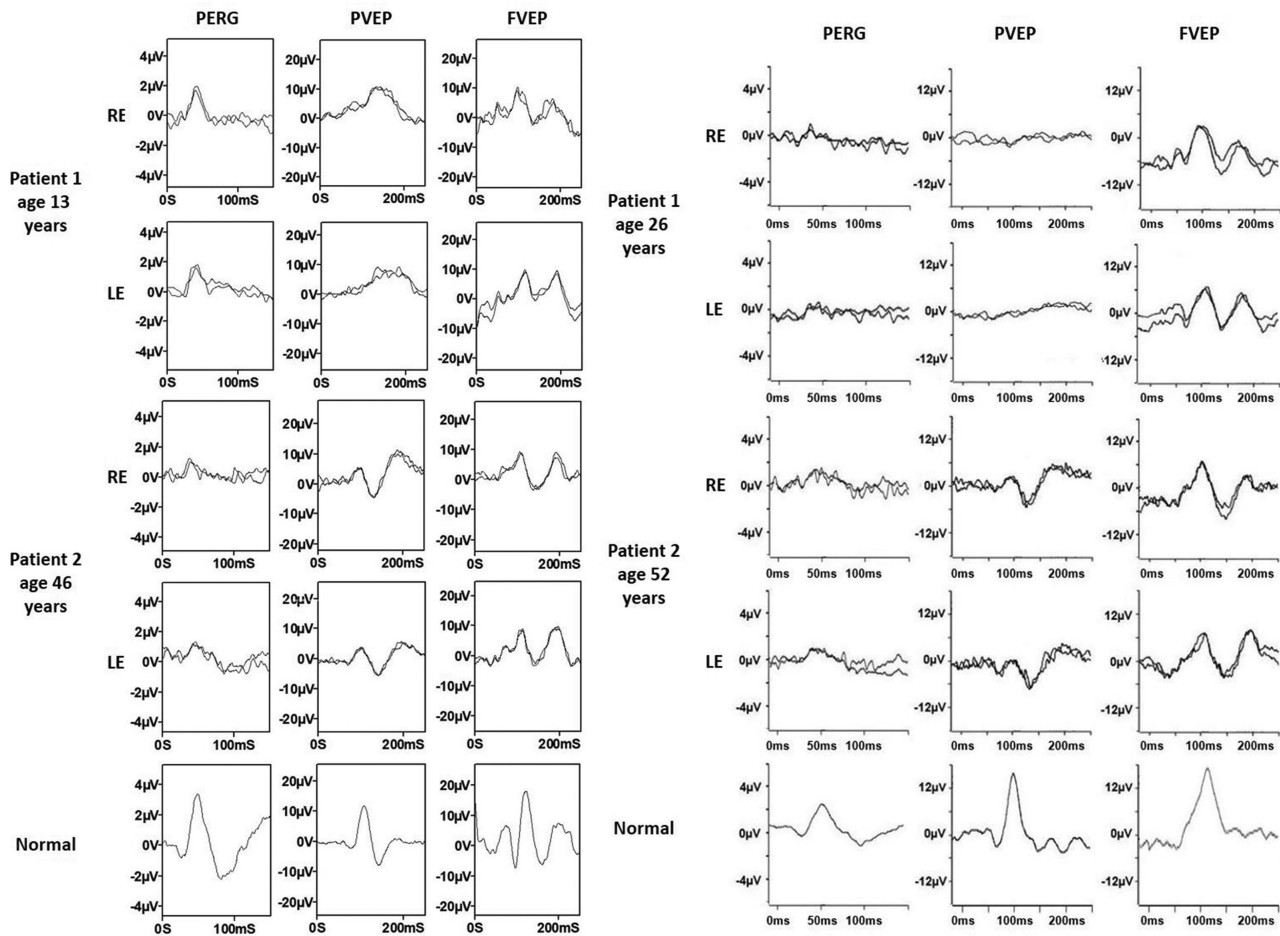 PERG PVEP FVEP
RE
4µV
2µV
0V
-2µV
-4µV
0S 100mS
20µV
10µV
0V
-10µV
-20µV
0S 200mS
20µV
10µV
0V
-10µV
-20µV
0S 200mS
Patient 1
age 13
years
LE
4µV
2µV
0V
-2µV
-4µV
0S 100mS
20µV
10µV
0V
-10µV
-20µV
0S 200mS
20µV
10µV
0V
-10µV
-20µV
0S 200mS
RE
4µV
2µV
0V
-2µV
-4µV
0S 100mS
20µV
10µV
0V
-10µV
-20µV
0S 200mS
20µV
10µV
0V
-10µV
-20µV
0S 200mS
Patient 2
age 46
years
LE
4µV
2µV
0V
-2µV
-4µV
0S 100mS
20µV
10µV
0V
-10µV
-20µV
0S 200mS
20µV
10µV
0V
-10µV
-20µV
0S 200mS
Normal
4µV
2µV
0V
-2µV
-4µV
0S 100mS
20µV
10µV
0V
-10µV
-20µV
0S 200mS
20µV
10µV
0V
-10µV
-20µV
0S 200mS
PERG PVEP FVEP
RE
4µV
0µV
-4µV
0ms 50ms 100ms
12µV
0µV
-12µV
0ms 100ms 200ms
12µV
0µV
-12µV
0ms 100ms 200ms
Patient 1
age 26
years
LE
4µV
0µV
-4µV
0ms 50ms 100ms
12µV
0µV
-12µV
0ms 100ms 200ms
12µV
0µV
-12µV
0ms 100ms 200ms
RE
4µV
0µV
-4µV
0ms 50ms 100ms
12µV
0µV
-12µV
0ms 100ms 200ms
12µV
0µV
-12µV
0ms 100ms 200ms
Patient 2
age 52
years
LE
4µV
0µV
-4µV
0ms 50ms 100ms
12µV
0µV
-12µV
0ms 100ms 200ms
12µV
0µV
-12µV
0ms 100ms 200ms
Normal
4µV
0µV
-4µV
0ms 50ms 100ms
12µV
0µV
-12µV
0ms 100ms 200ms
12µV
0µV
-12µV
0ms 100ms 200ms